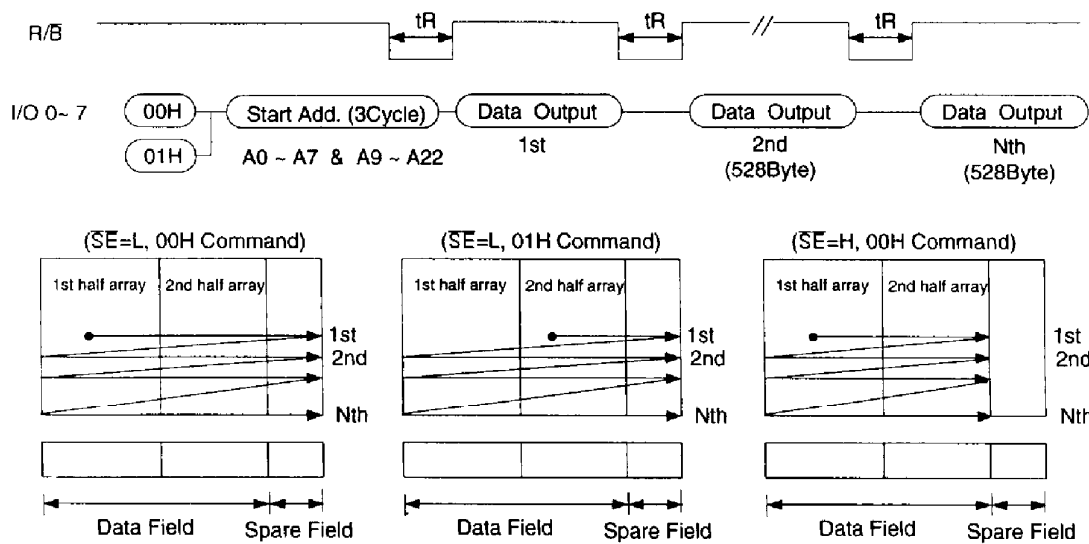 tR tR tR
R/B̅
I/O 0~ 7 00H Start Add. (3Cycle) Data Output Data Output Data Output
01H A0 ~ A7 & A9 ~ A22 1st 2nd Nth
(528Byte) (528Byte)
(S̅E̅=L, 00H Command) (S̅E̅=L, 01H Command) (S̅E̅=H, 00H Command)
1st half array 2nd half array 1st half array 2nd half array 1st half array 2nd half array
1st 1st 1st
2nd 2nd 2nd
Nth Nth Nth
Data Field Spare Field Data Field Spare Field Data Field Spare Field